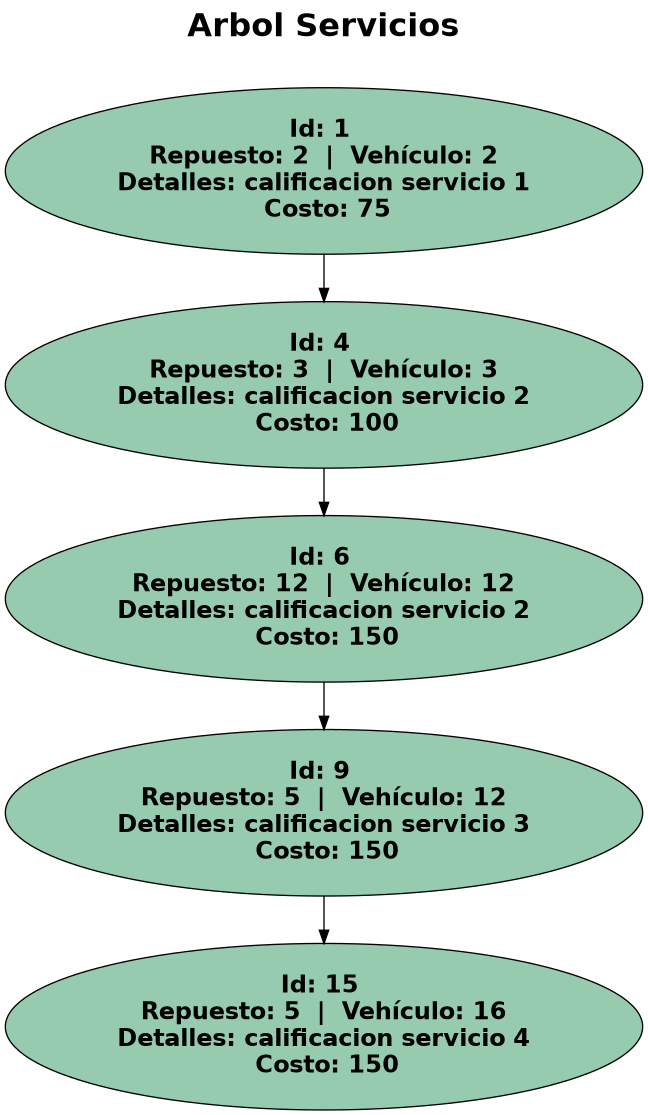 Arbol Servicios
Id: 1
Repuesto: 2 | Vehículo: 2
Detalles: calificacion servicio 1
Costo: 75
Id: 4
Repuesto: 3 | Vehículo: 3
Detalles: calificacion servicio 2
Costo: 100
Id: 6
Repuesto: 12 | Vehículo: 12
Detalles: calificacion servicio 2
Costo: 150
Id: 9
Repuesto: 5 | Vehículo: 12
Detalles: calificacion servicio 3
Costo: 150
Id: 15
Repuesto: 5 | Vehículo: 16
Detalles: calificacion servicio 4
Costo: 150